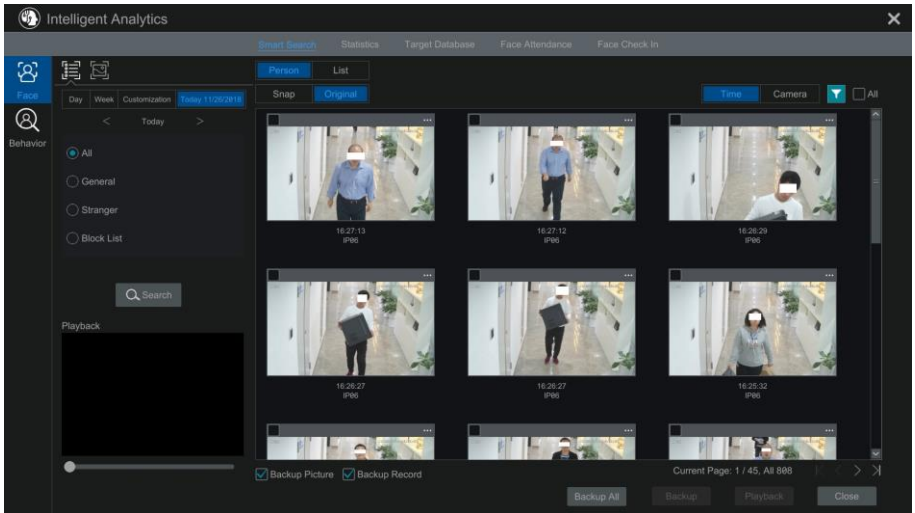 Intelligent Analytics
Smart Search Statistics Target Database Face Attendance Face Check In
Face
Behavior
Day Week Customization Today 11/26/2018
< Today >
All
General
Stranger
Block List
Search
Playback
Person List
Snap Original Time Camera All
16:27:13
IP06
16:27:12
IP06
16:26:29
IP06
16:26:27
IP06
16:26:27
IP06
16:25:32
IP06
Backup Picture Backup Record
Current Page: 1 / 45, All 808
Backup All Backup Playback Close